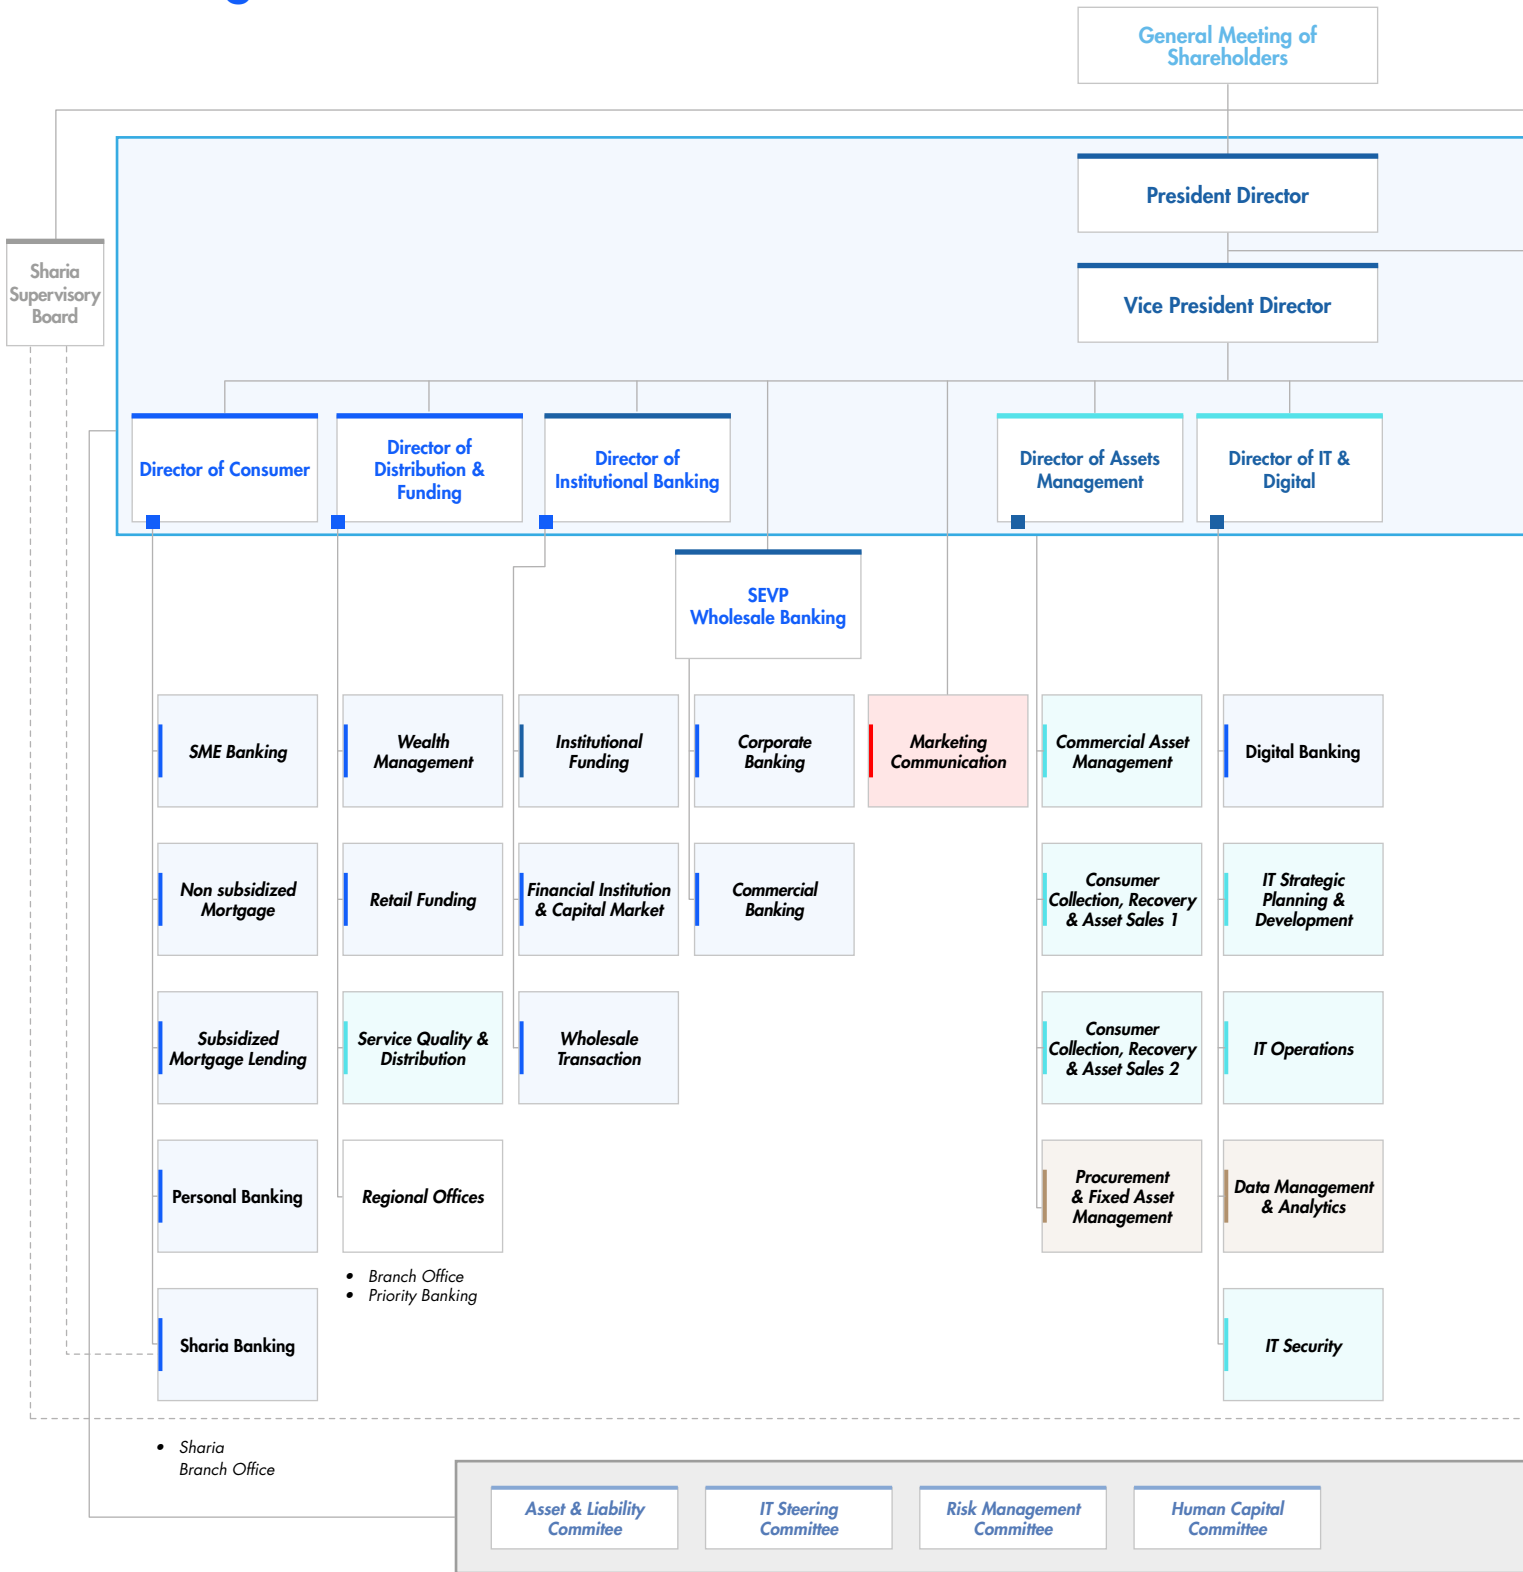 General Meeting of
Shareholders
President Director
Sharia
Supervisory
Board
Vice President Director
Director of Consumer
Director of
Distribution &
Funding
Director of
Institutional Banking
Director of Assets
Management
Director of IT &
Digital
SEVP
Wholesale Banking
SME Banking
Wealth
Management
Institutional
Funding
Corporate
Banking
Marketing
Communication
Commercial Asset
Management
Digital Banking
Non subsidized
Mortgage
Retail Funding
Financial Institution
& Capital Market
Commercial
Banking
Consumer
Collection, Recovery
& Asset Sales 1
IT Strategic
Planning &
Development
Subsidized
Mortgage Lending
Service Quality &
Distribution
Wholesale
Transaction
Consumer
Collection, Recovery
& Asset Sales 2
IT Operations
Personal Banking
Regional Offices
Procurement
& Fixed Asset
Management
Data Management
& Analytics
• Branch Office
• Priority Banking
Sharia Banking
IT Security
• Sharia
Branch Office
Asset & Liability
Commitee
IT Steering
Committee
Risk Management
Committee
Human Capital
Committee